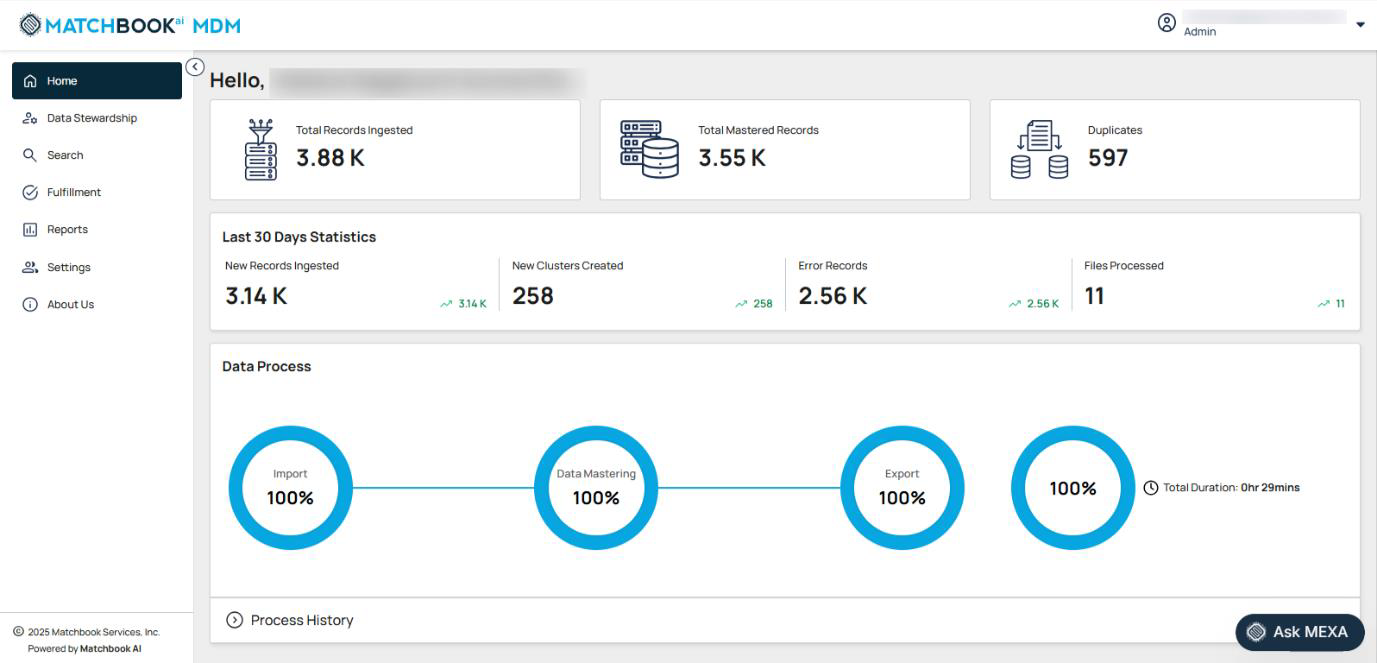 MATCHBOOKai MDM
Admin
Home
Data Stewardship
Search
Fulfillment
Reports
Settings
About Us
© 2025 Matchbook Services, Inc.
Powered by Matchbook AI
Hello,
Total Records Ingested
3.88 K
Total Mastered Records
3.55 K
Duplicates
597
Last 30 Days Statistics
New Records Ingested
3.14 K
3.14 K
New Clusters Created
258
258
Error Records
2.56 K
2.56 K
Files Processed
11
11
Data Process
Import
100%
Data Mastering
100%
Export
100%
100%
Total Duration: 0hr 29mins
Process History
Ask MEXA